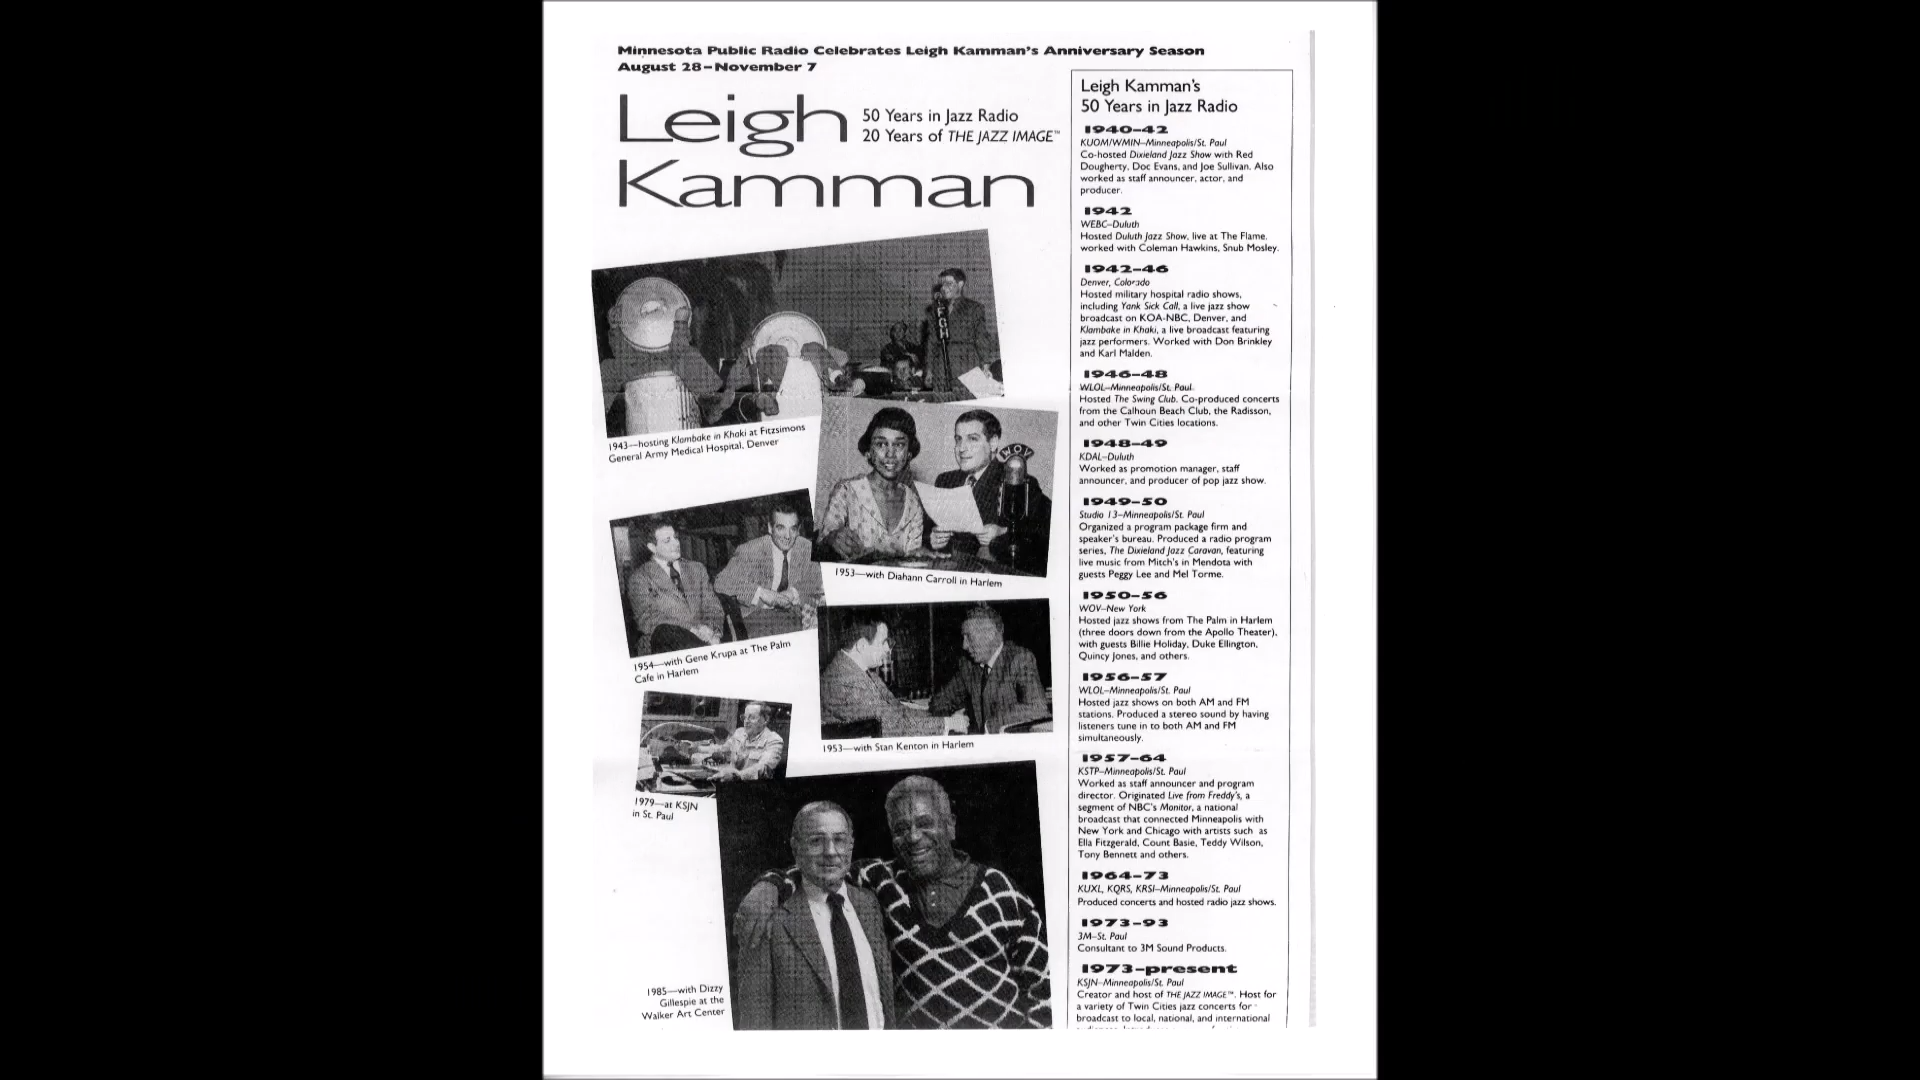 Minnesota Public Radio Celebrates Leigh Kamman's Anniversary Season
August 28–November 7
Leigh
Kamman
50 Years in Jazz Radio
20 Years of THE JAZZ IMAGE™
FGH
1943—hosting Klambake in Khaki at Fitzsimons
General Army Medical Hospital, Denver
WOV
1953—with Diahann Carroll in Harlem
1954—with Gene Krupa at The Palm
Cafe in Harlem
1953—with Stan Kenton in Harlem
1979—at KSJN
in St. Paul
1985—with Dizzy
Gillespie at the
Walker Art Center
Leigh Kamman's
50 Years in Jazz Radio
1940–42
KUOM/WMIN–Minneapolis/St. Paul
Co-hosted Dixieland Jazz Show with Red
Dougherty, Doc Evans, and Joe Sullivan. Also
worked as staff announcer, actor, and
producer.
1942
WEBC–Duluth
Hosted Duluth Jazz Show, live at The Flame,
worked with Coleman Hawkins, Snub Mosley.
1942–46
Denver, Colorado
Hosted military hospital radio shows,
including Yank Sick Call, a live jazz show
broadcast on KOA-NBC, Denver, and
Klambake in Khaki, a live broadcast featuring
jazz performers. Worked with Don Brinkley
and Karl Malden.
1946–48
WLOL–Minneapolis/St. Paul
Hosted The Swing Club. Co-produced concerts
from the Calhoun Beach Club, the Radisson,
and other Twin Cities locations.
1948–49
KDAL–Duluth
Worked as promotion manager, staff
announcer, and producer of pop jazz show.
1949–50
Studio 13–Minneapolis/St. Paul
Organized a program package firm and
speaker's bureau. Produced a radio program
series, The Dixieland Jazz Caravan, featuring
live music from Mitch's in Mendota with
guests Peggy Lee and Mel Torme.
1950–56
WOV–New York
Hosted jazz shows from The Palm in Harlem
(three doors down from the Apollo Theater),
with guests Billie Holiday, Duke Ellington,
Quincy Jones, and others.
1956–57
WLOL–Minneapolis/St. Paul
Hosted jazz shows on both AM and FM
stations. Produced a stereo sound by having
listeners tune in to both AM and FM
simultaneously.
1957–64
KSTP–Minneapolis/St. Paul
Worked as staff announcer and program
director. Originated Live from Freddy's, a
segment of NBC's Monitor, a national
broadcast that connected Minneapolis with
New York and Chicago with artists such as
Ella Fitzgerald, Count Basie, Teddy Wilson,
Tony Bennett and others.
1964–73
KUXL, KQRS, KRSI–Minneapolis/St. Paul
Produced concerts and hosted radio jazz shows.
1973–93
3M–St. Paul
Consultant to 3M Sound Products.
1973–present
KSJN–Minneapolis/St. Paul
Creator and host of THE JAZZ IMAGE™. Host for
a variety of Twin Cities jazz concerts for
broadcast to local, national, and international